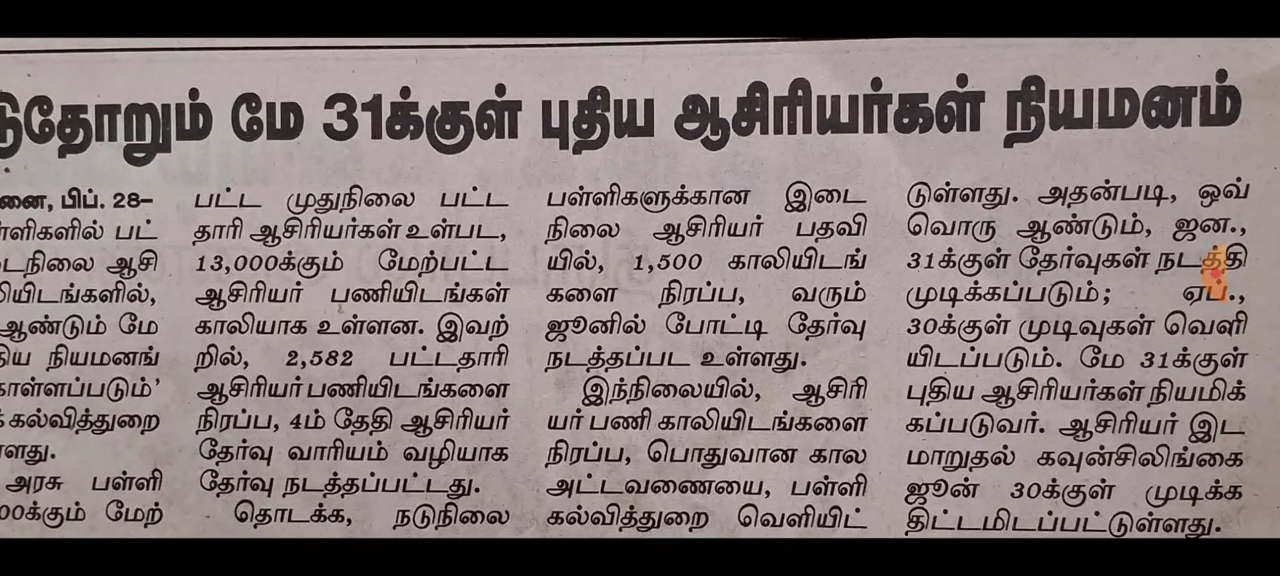 டுதோறும் மே 31க்குள் புதிய ஆசிரியர்கள் நியமனம்
னை, பிப். 28–
ளிகளில் பட்
டைநிலை ஆசி
யிடங்களில்,
ஆண்டும் மே
திய நியமனங்
காள்ளப்படும்'
கல்வித்துறை
ளது.
அரசு பள்ளி
00க்கும் மேற்
பட்ட முதுநிலை பட்ட
தாரி ஆசிரியர்கள் உள்பட,
13,000க்கும் மேற்பட்ட
ஆசிரியர் பணியிடங்கள்
காலியாக உள்ளன. இவற்
றில், 2,582 பட்டதாரி
ஆசிரியர் பணியிடங்களை
நிரப்ப, 4ம் தேதி ஆசிரியர்
தேர்வு வாரியம் வழியாக
தேர்வு நடத்தப்பட்டது.
தொடக்க, நடுநிலை
பள்ளிகளுக்கான இடை
நிலை ஆசிரியர் பதவி
யில், 1,500 காலியிடங்
களை நிரப்ப, வரும்
ஜூனில் போட்டி தேர்வு
நடத்தப்பட உள்ளது.
இந்நிலையில், ஆசிரி
யர் பணி காலியிடங்களை
நிரப்ப, பொதுவான கால
அட்டவணையை, பள்ளி
கல்வித்துறை வெளியிட்
டுள்ளது. அதன்படி, ஒவ்
வொரு ஆண்டும், ஜன.,
31க்குள் தேர்வுகள் நடத்தி
முடிக்கப்படும்; ஏப்.,
30க்குள் முடிவுகள் வெளி
யிடப்படும். மே 31க்குள்
புதிய ஆசிரியர்கள் நியமிக்
கப்படுவர். ஆசிரியர் இட
மாறுதல் கவுன்சிலிங்கை
ஜூன் 30க்குள் முடிக்க
திட்டமிடப்பட்டுள்ளது.